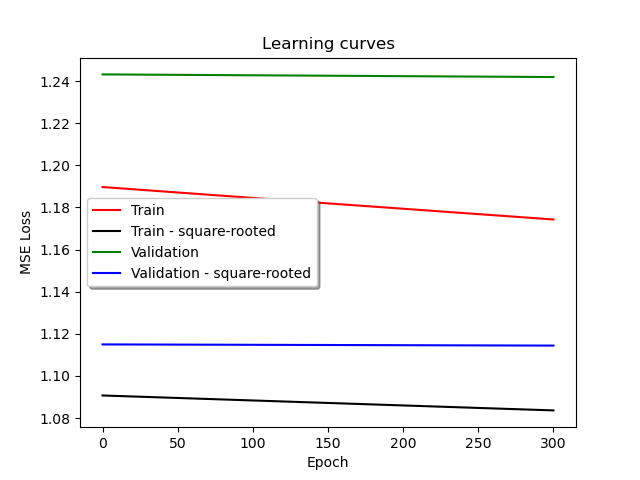 Learning curves
MSE Loss
1.24
1.22
1.20
1.18
1.16
1.14
1.12
1.10
1.08
Train
Train - square-rooted
Validation
Validation - square-rooted
0 50 100 150 200 250 300
Epoch